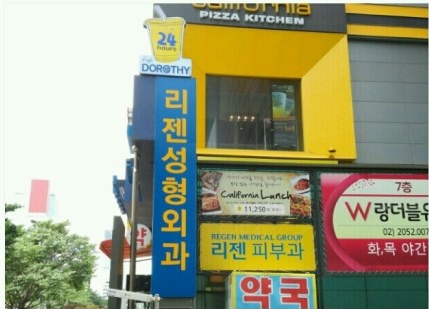 California
PIZZA KITCHEN
24
hours
DOROTHY
리젠성형외과
California Lunch
11,250
REGEN MEDICAL GROUP
리젠피부과
약국
약
7층
W랑더블유
02) 2052.007
화,목 야간